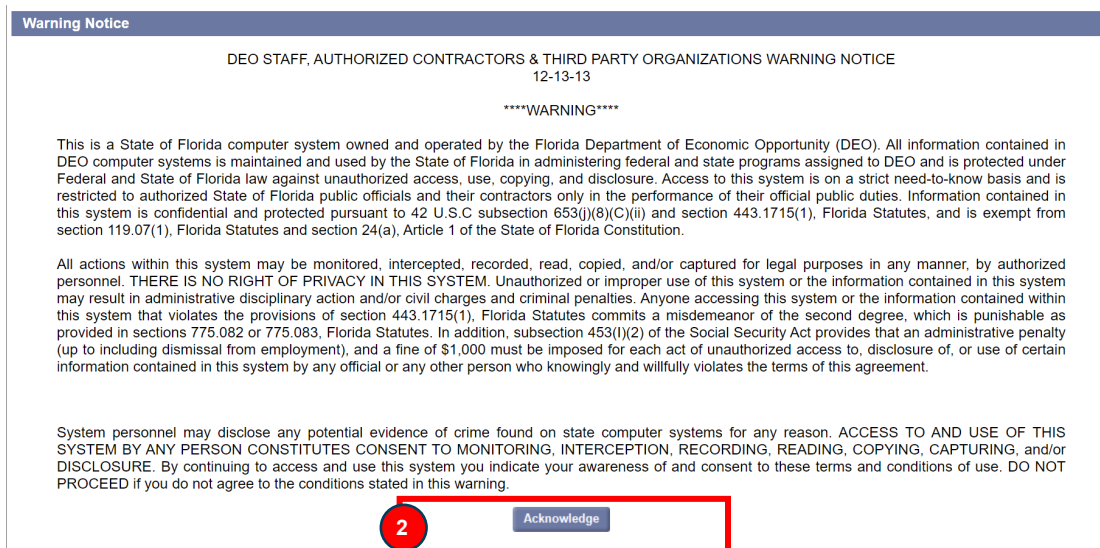 Warning Notice
DEO STAFF, AUTHORIZED CONTRACTORS & THIRD PARTY ORGANIZATIONS WARNING NOTICE
12-13-13
****WARNING****
This is a State of Florida computer system owned and operated by the Florida Department of Economic Opportunity (DEO). All information contained in
DEO computer systems is maintained and used by the State of Florida in administering federal and state programs assigned to DEO and is protected under
Federal and State of Florida law against unauthorized access, use, copying, and disclosure. Access to this system is on a strict need-to-know basis and is
restricted to authorized State of Florida public officials and their contractors only in the performance of their official public duties. Information contained in
this system is confidential and protected pursuant to 42 U.S.C subsection 653(j)(8)(C)(ii) and section 443.1715(1), Florida Statutes, and is exempt from
section 119.07(1), Florida Statutes and section 24(a), Article 1 of the State of Florida Constitution.
All actions within this system may be monitored, intercepted, recorded, read, copied, and/or captured for legal purposes in any manner, by authorized
personnel. THERE IS NO RIGHT OF PRIVACY IN THIS SYSTEM. Unauthorized or improper use of this system or the information contained in this system
may result in administrative disciplinary action and/or civil charges and criminal penalties. Anyone accessing this system or the information contained within
this system that violates the provisions of section 443.1715(1), Florida Statutes commits a misdemeanor of the second degree, which is punishable as
provided in sections 775.082 or 775.083, Florida Statutes. In addition, subsection 453(I)(2) of the Social Security Act provides that an administrative penalty
(up to including dismissal from employment), and a fine of $1,000 must be imposed for each act of unauthorized access to, disclosure of, or use of certain
information contained in this system by any official or any other person who knowingly and willfully violates the terms of this agreement.
System personnel may disclose any potential evidence of crime found on state computer systems for any reason. ACCESS TO AND USE OF THIS
SYSTEM BY ANY PERSON CONSTITUTES CONSENT TO MONITORING, INTERCEPTION, RECORDING, READING, COPYING, CAPTURING, and/or
DISCLOSURE. By continuing to access and use this system you indicate your awareness of and consent to these terms and conditions of use. DO NOT
PROCEED if you do not agree to the conditions stated in this warning.
Acknowledge
2